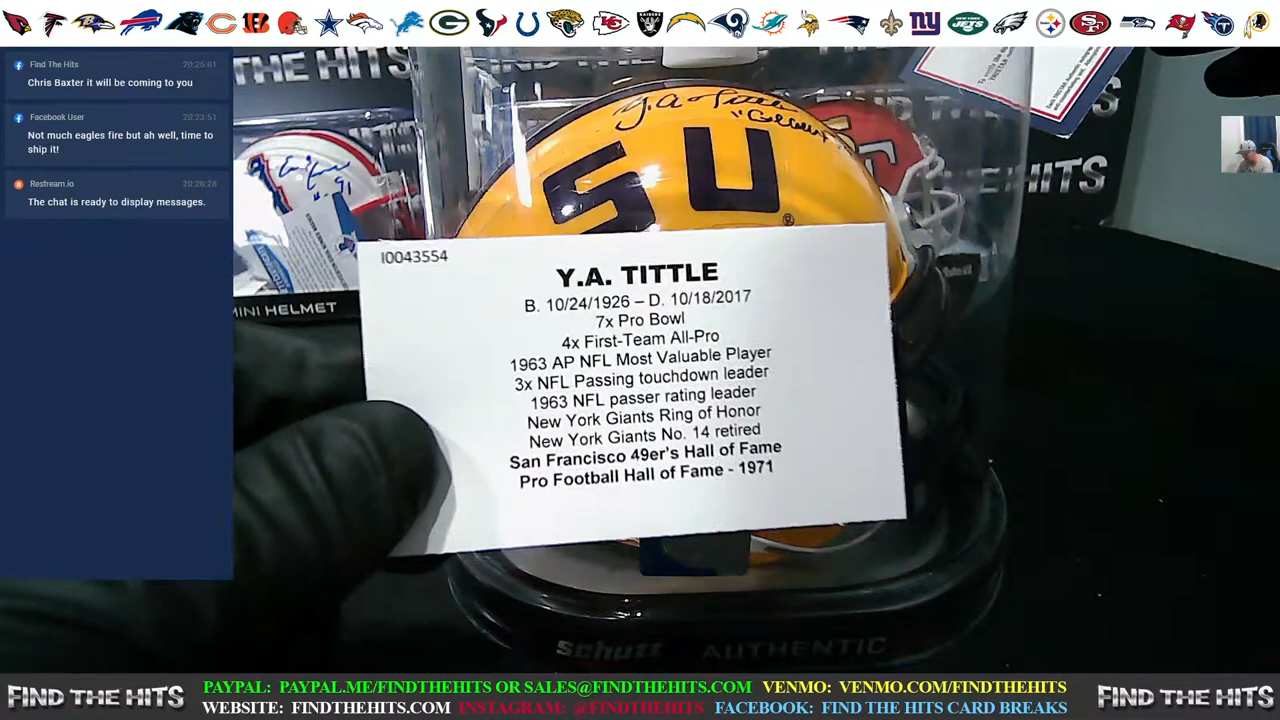 Find The Hits 20:25:01
Chris Baxter it will be coming to you
Facebook User 20:23:51
Not much eagles fire but ah well, time to
ship it!
Restream.io 20:20:28
The chat is ready to display messages.
THE HITS
HITS
MINI HELMET
Y.A. Tittle
S U
®
I0043554
Y.A. TITTLE
B. 10/24/1926 – D. 10/18/2017
7x Pro Bowl
4x First-Team All-Pro
1963 AP NFL Most Valuable Player
3x NFL Passing touchdown leader
1963 NFL passer rating leader
New York Giants Ring of Honor
New York Giants No. 14 retired
San Francisco 49er's Hall of Fame
Pro Football Hall of Fame - 1971
schutt AUTHENTIC
FIND THE HITS
PAYPAL: PAYPAL.ME/FINDTHEHITS OR SALES@FINDTHEHITS.COM VENMO: VENMO.COM/FINDTHEHITS
WEBSITE: FINDTHEHITS.COM INSTAGRAM: @FINDTHEHITS FACEBOOK: FIND THE HITS CARD BREAKS
FIND THE HITS